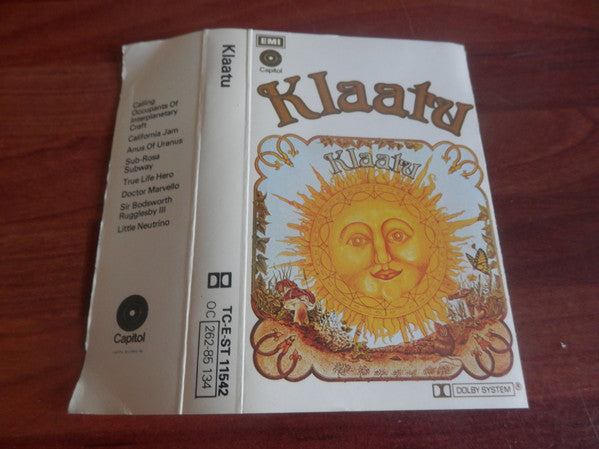 Calling
Occupants Of
Interplanetary
Craft
California Jam
Anus Of Uranus
Sub-Rosa
Subway
True Life Hero
Doctor Marvello
Sir Bodsworth
Rugglesby III
Little Neutrino
Capitol
Klaatu
TC-E-ST 11542
OC 262-85 134
EMI
Capitol
Klaatu
Klaatu
DOLBY SYSTEM